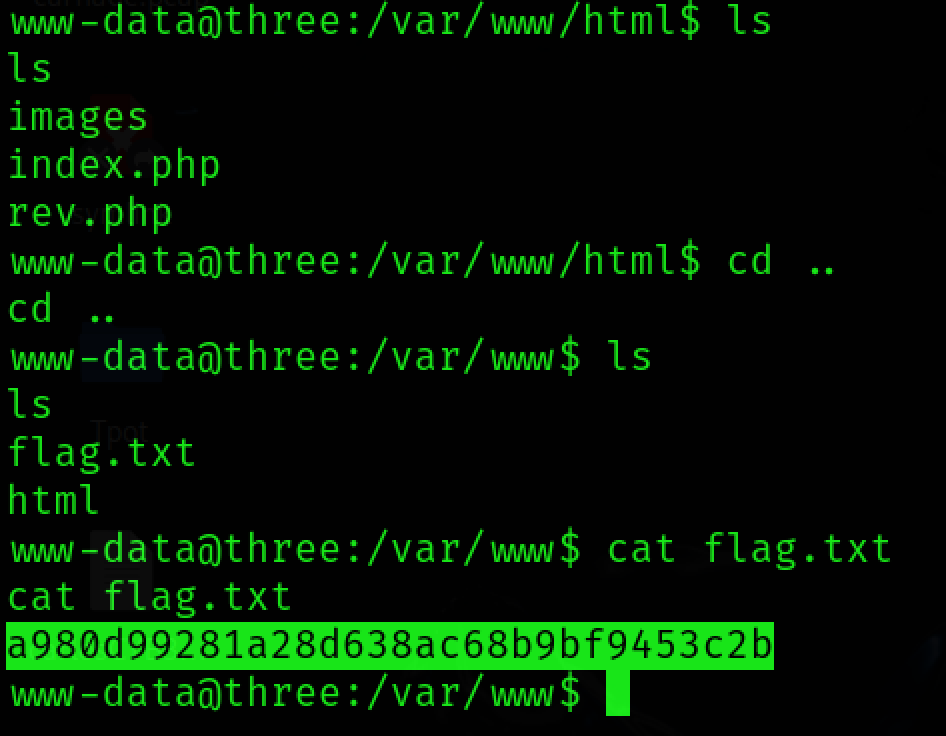 www-data@three:/var/www/html$ ls
ls
images
index.php
rev.php
www-data@three:/var/www/html$ cd ..
cd ..
www-data@three:/var/www$ ls
ls
flag.txt
html
www-data@three:/var/www$ cat flag.txt
cat flag.txt
a980d99281a28d638ac68b9bf9453c2b
www-data@three:/var/www$